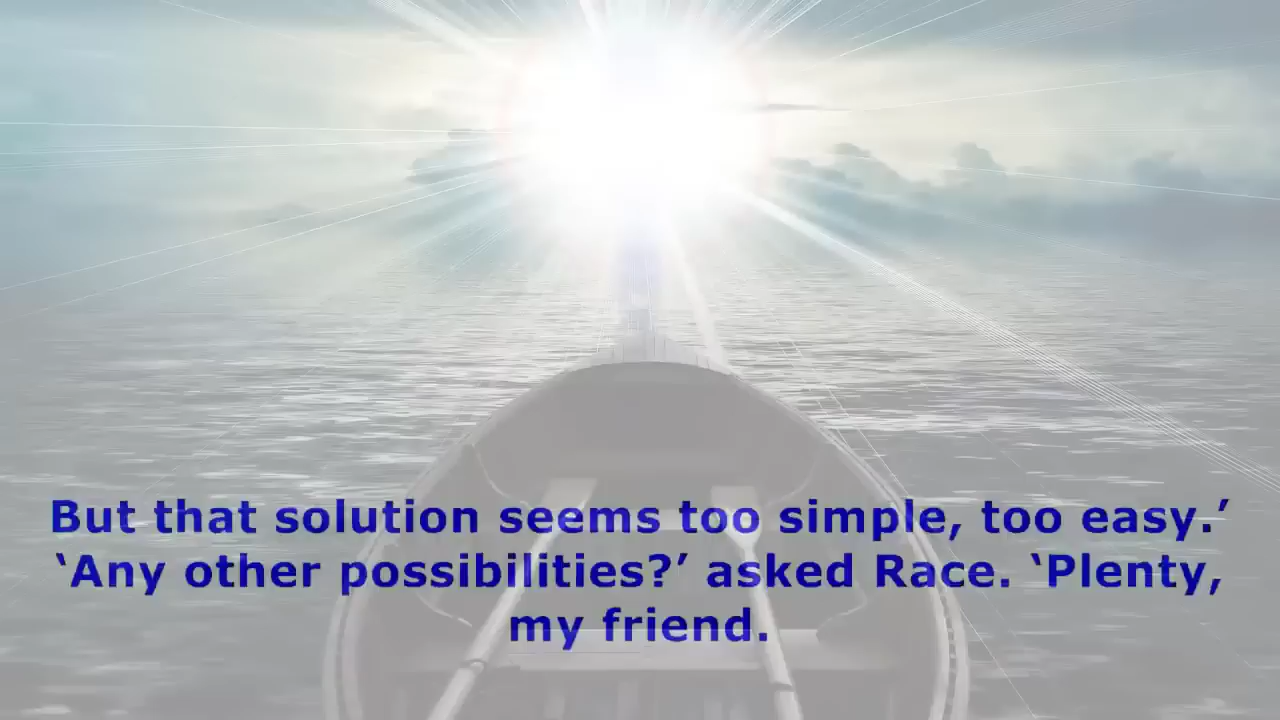 But that solution seems too simple, too easy.’
‘Any other possibilities?’ asked Race. ‘Plenty,
my friend.